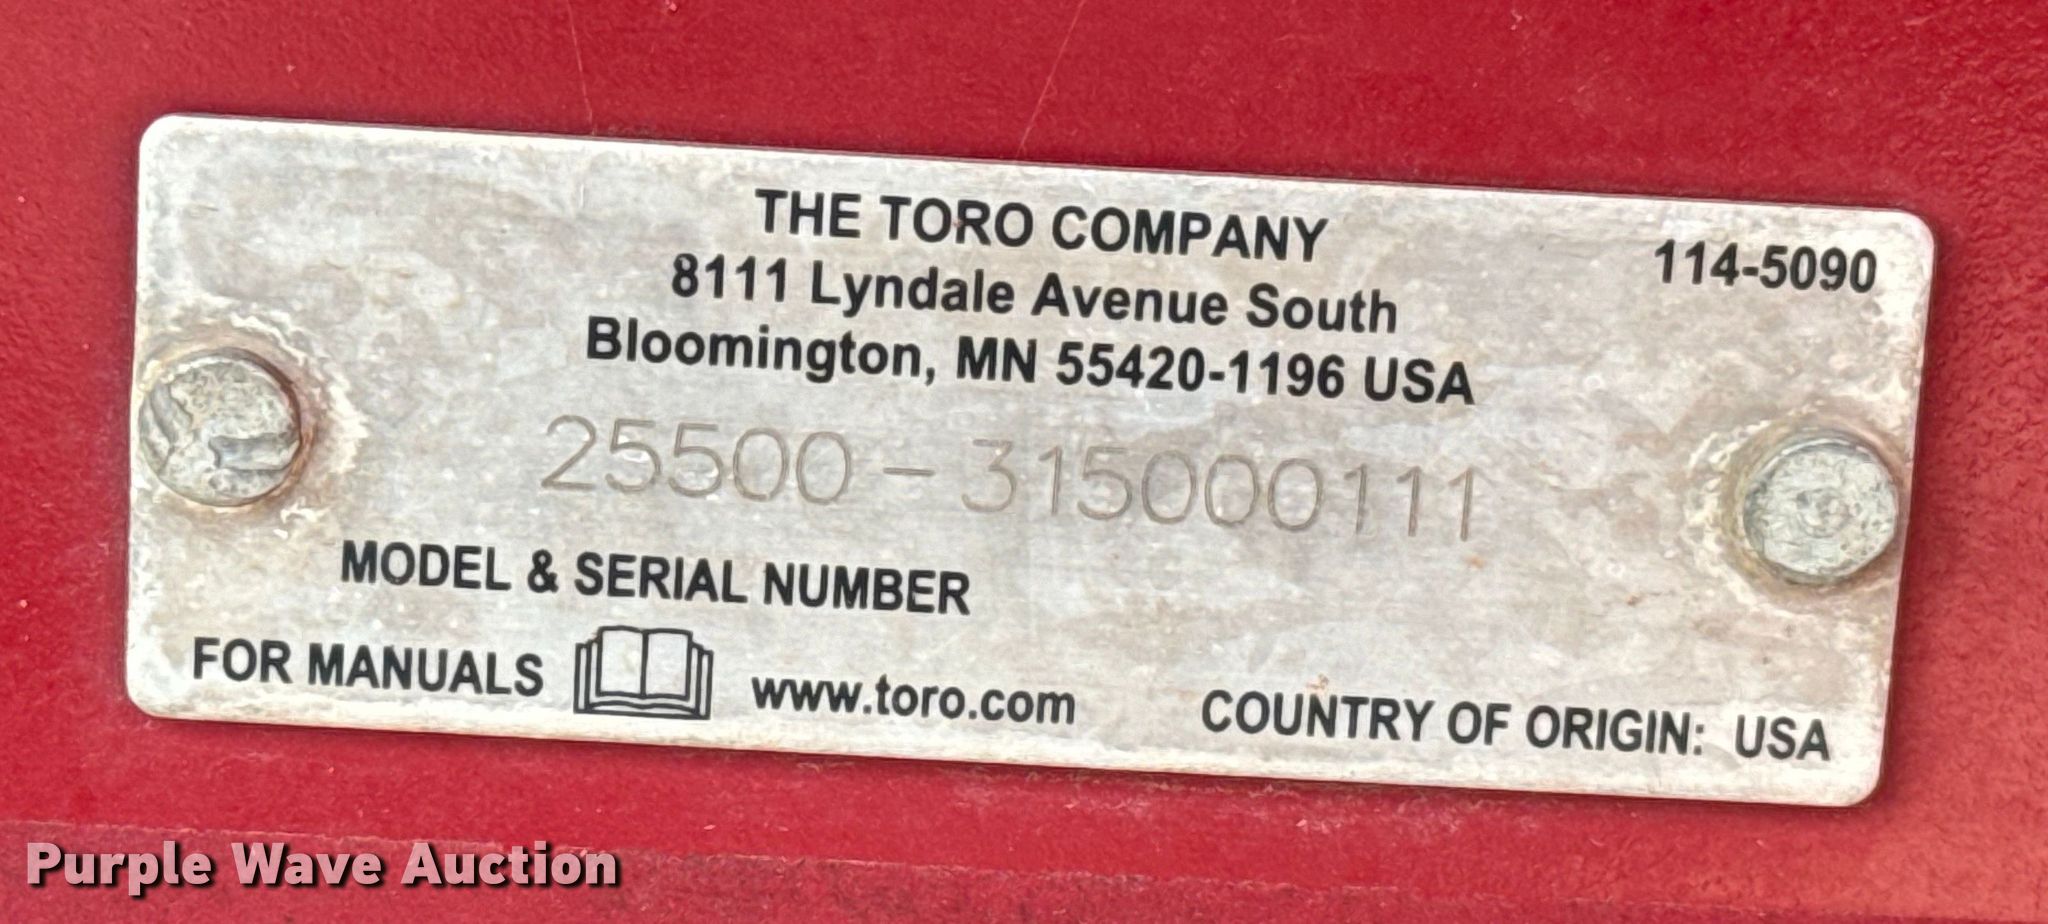 THE TORO COMPANY
114-5090
8111 Lyndale Avenue South
Bloomington, MN 55420-1196 USA
25500-315000111
MODEL & SERIAL NUMBER
FOR MANUALS www.toro.com
COUNTRY OF ORIGIN: USA
Purple Wave Auction